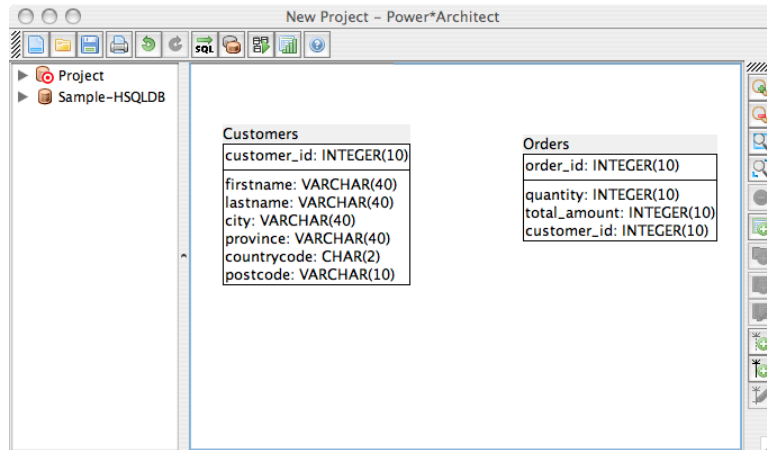 New Project – Power*Architect
SQL
Project
Sample-HSQLDB
Customers
customer_id: INTEGER(10)
firstname: VARCHAR(40)
lastname: VARCHAR(40)
city: VARCHAR(40)
province: VARCHAR(40)
countrycode: CHAR(2)
postcode: VARCHAR(10)
Orders
order_id: INTEGER(10)
quantity: INTEGER(10)
total_amount: INTEGER(10)
customer_id: INTEGER(10)